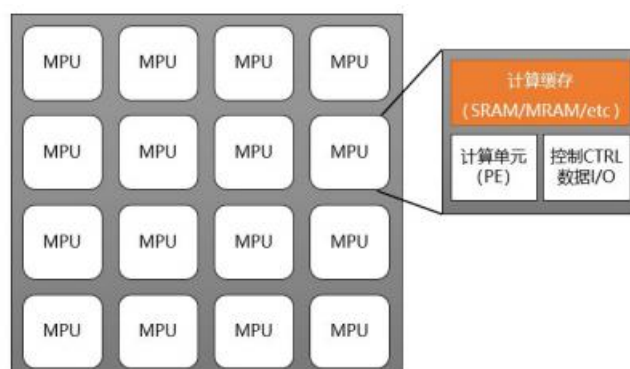 MPU MPU MPU MPU
MPU MPU MPU MPU
MPU MPU MPU MPU
MPU MPU MPU MPU
计算缓存
(SRAM/MRAM/etc)
计算单元
(PE)
控制CTRL
数据I/O